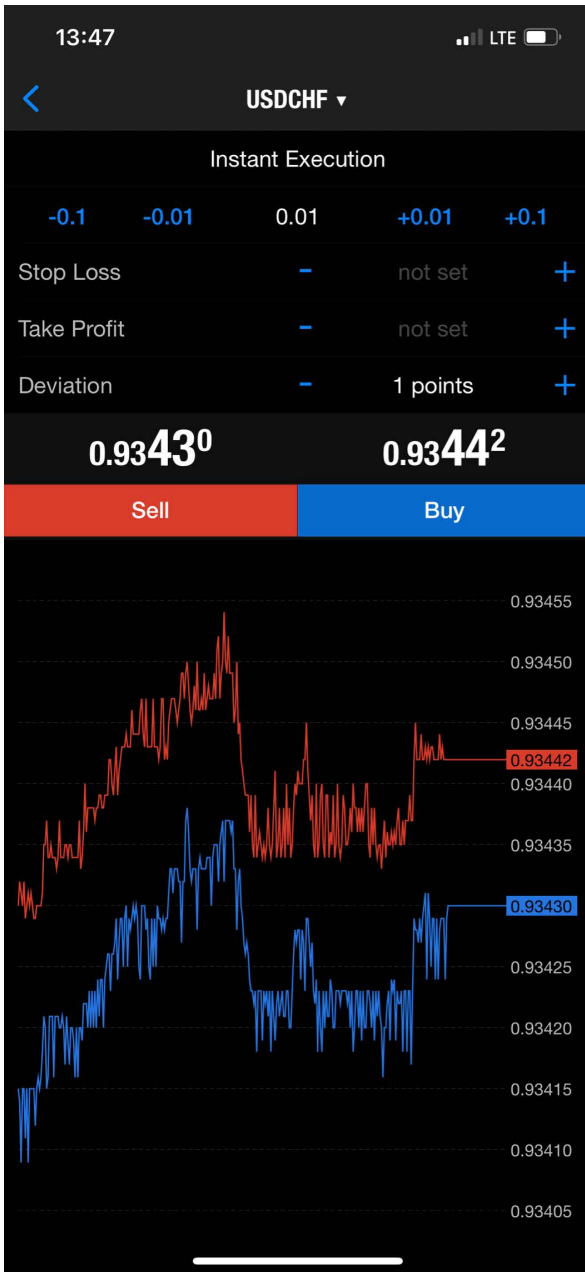 13:47 LTE
USDCHF ▾
Instant Execution
-0.1 -0.01 0.01 +0.01 +0.1
Stop Loss - not set +
Take Profit - not set +
Deviation - 1 points +
0.93430 0.93442
Sell Buy
0.93455
0.93450
0.93445
0.93442
0.93440
0.93435
0.93430
0.93425
0.93420
0.93415
0.93410
0.93405